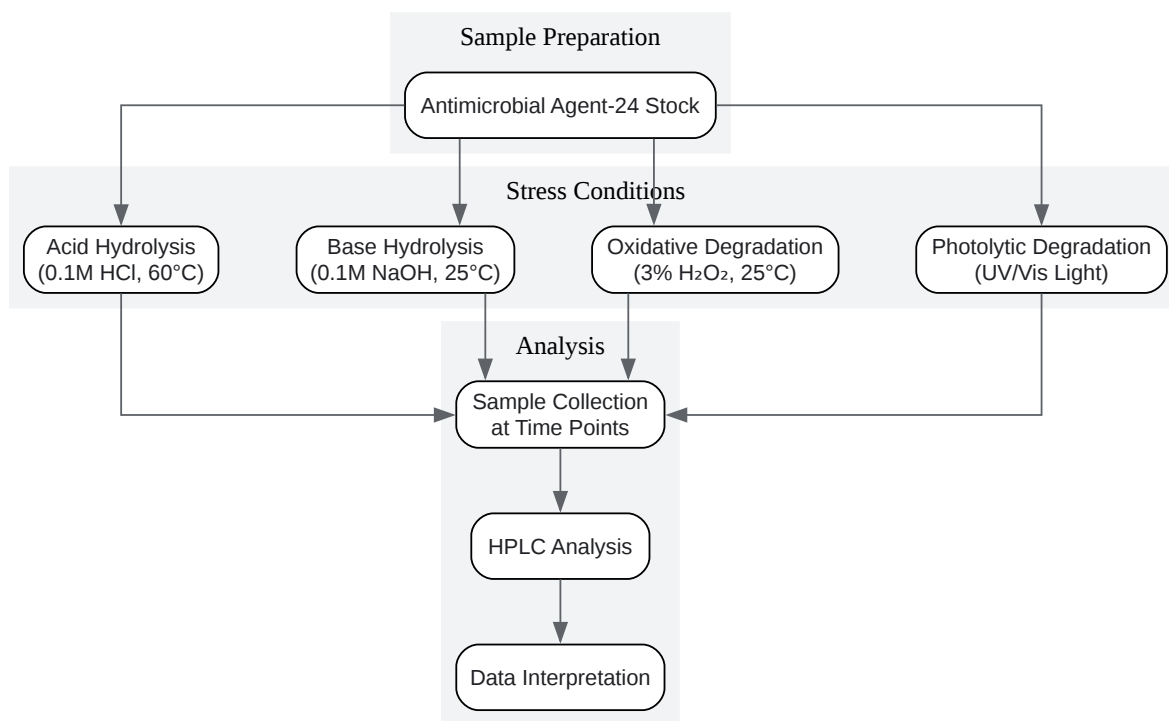 Sample Preparation
Antimicrobial Agent-24 Stock
Stress Conditions
Acid Hydrolysis
(0.1M HCl, 60°C)
Base Hydrolysis
(0.1M NaOH, 25°C)
Oxidative Degradation
(3% H₂O₂, 25°C)
Photolytic Degradation
(UV/Vis Light)
Analysis
Sample Collection
at Time Points
HPLC Analysis
Data Interpretation